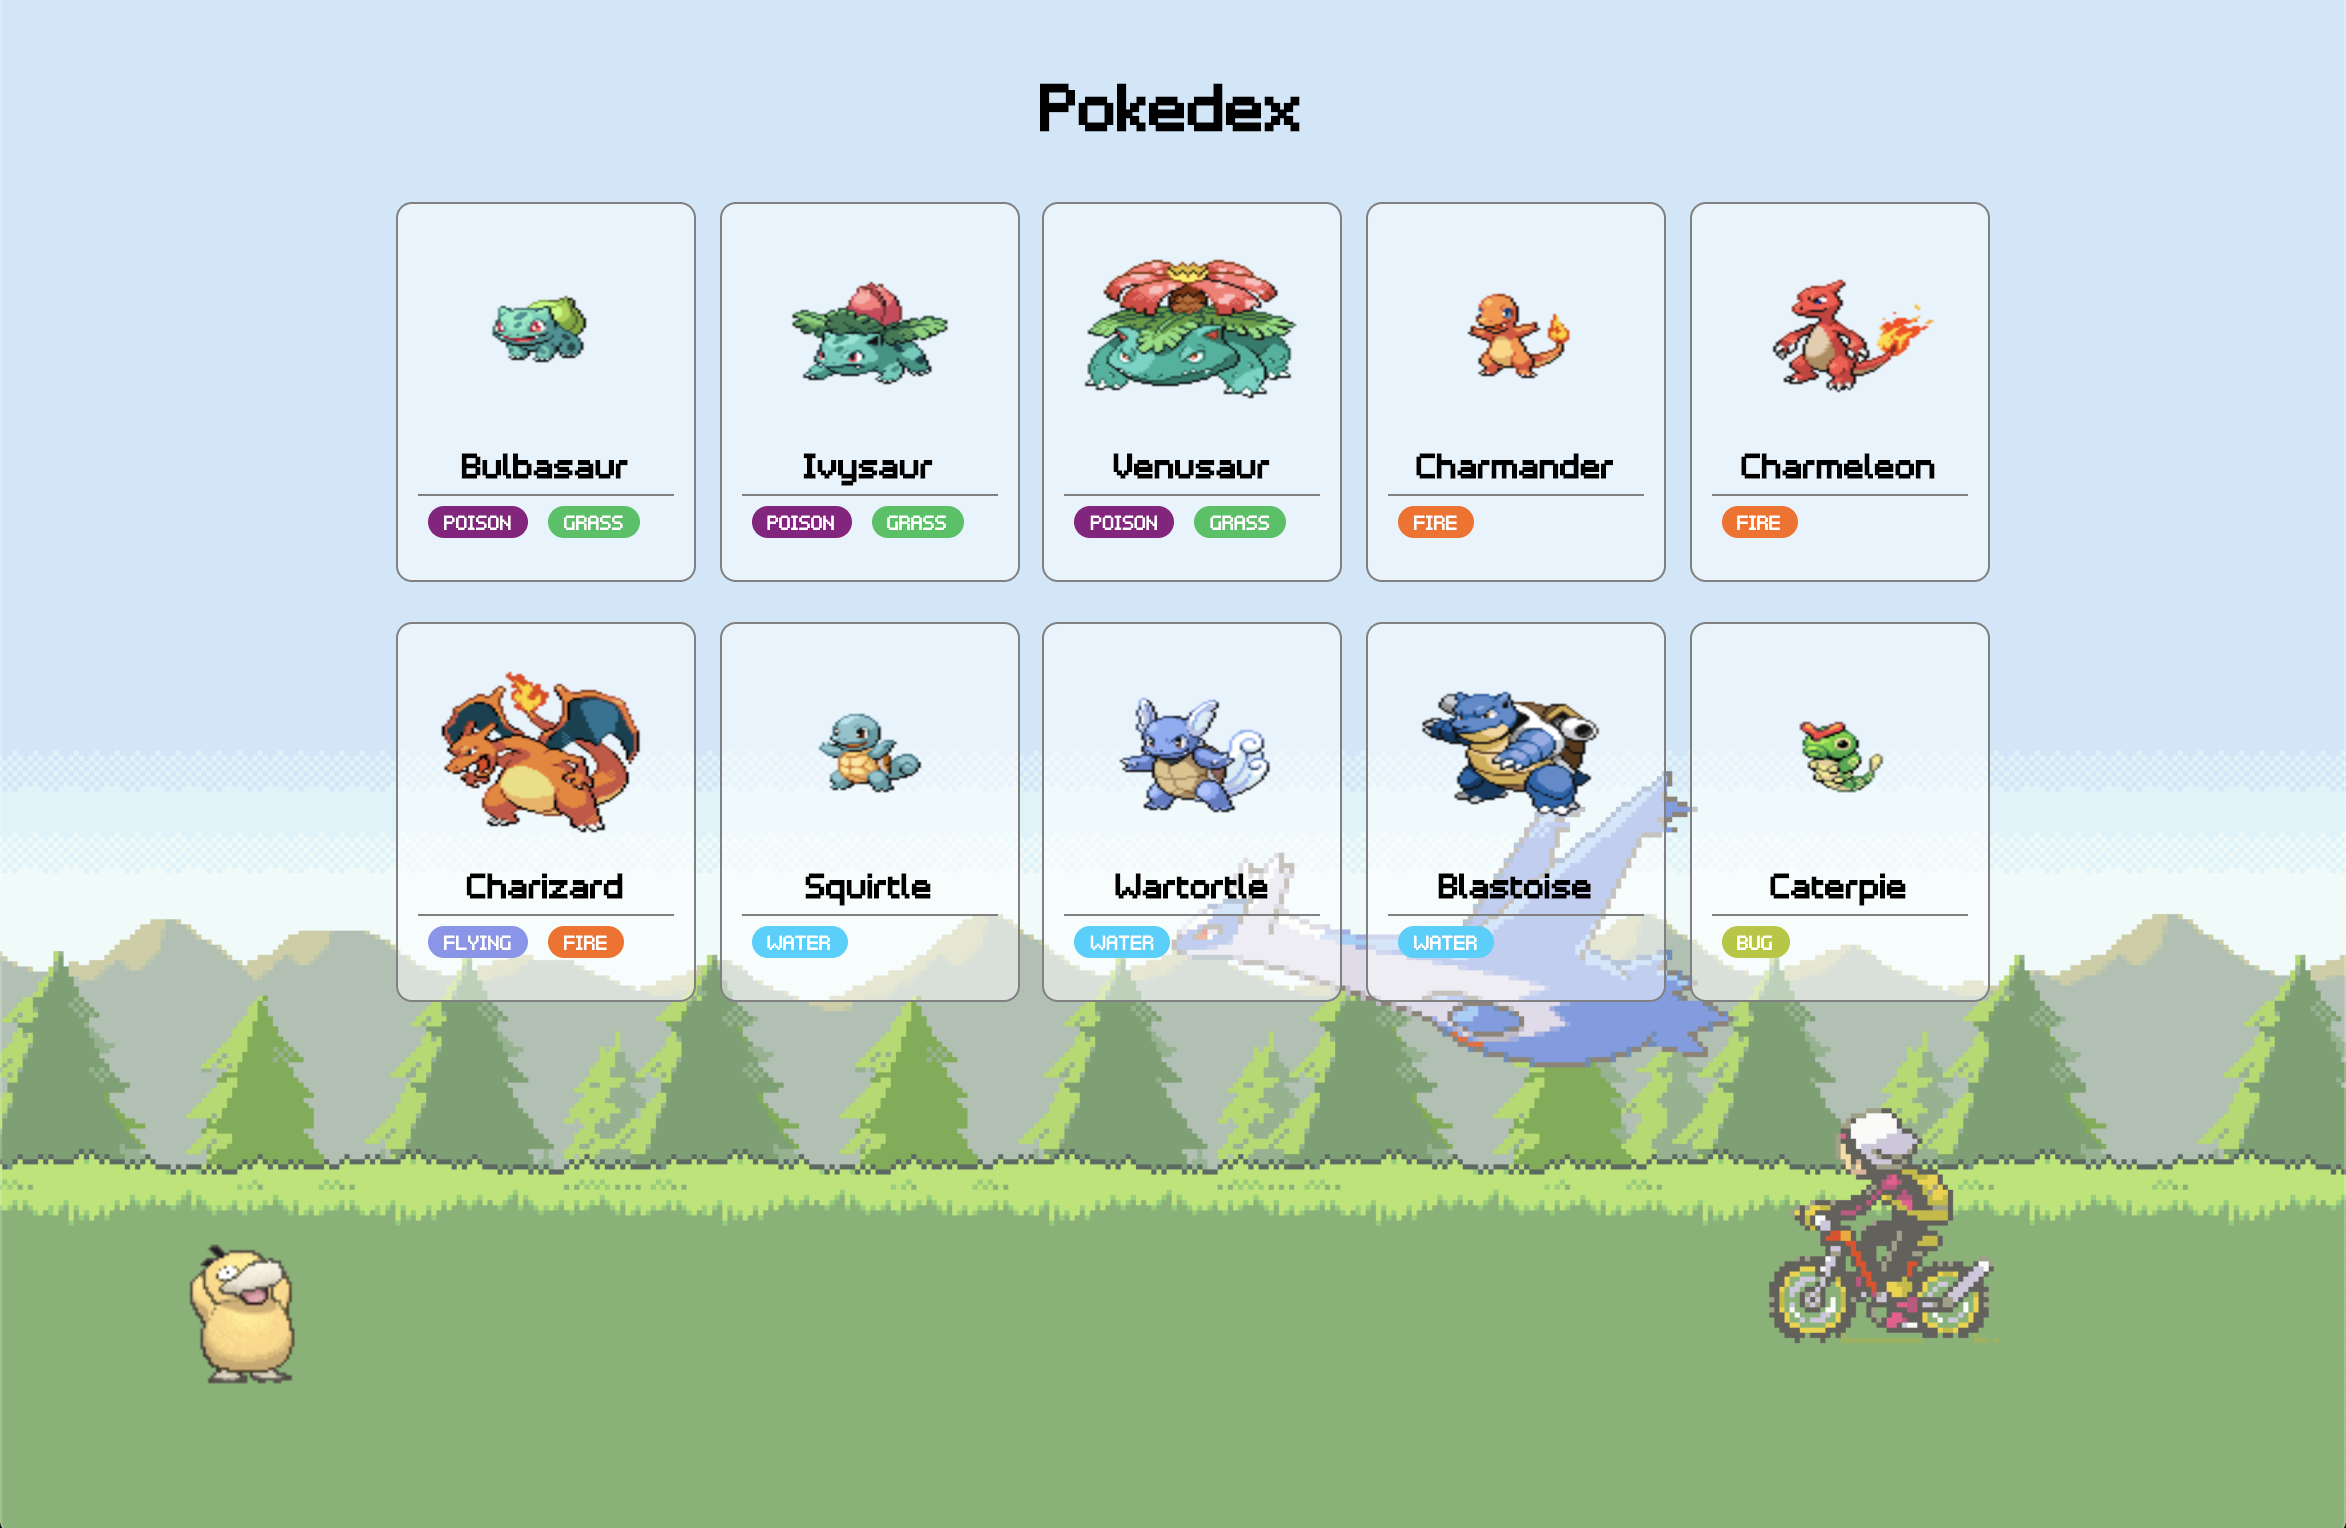 Pokedex
Bulbasaur
POISON GRASS
Ivysaur
POISON GRASS
Venusaur
POISON GRASS
Charmander
FIRE
Charmeleon
FIRE
Charizard
FLYING FIRE
Squirtle
WATER
Wartortle
WATER
Blastoise
WATER
Caterpie
BUG